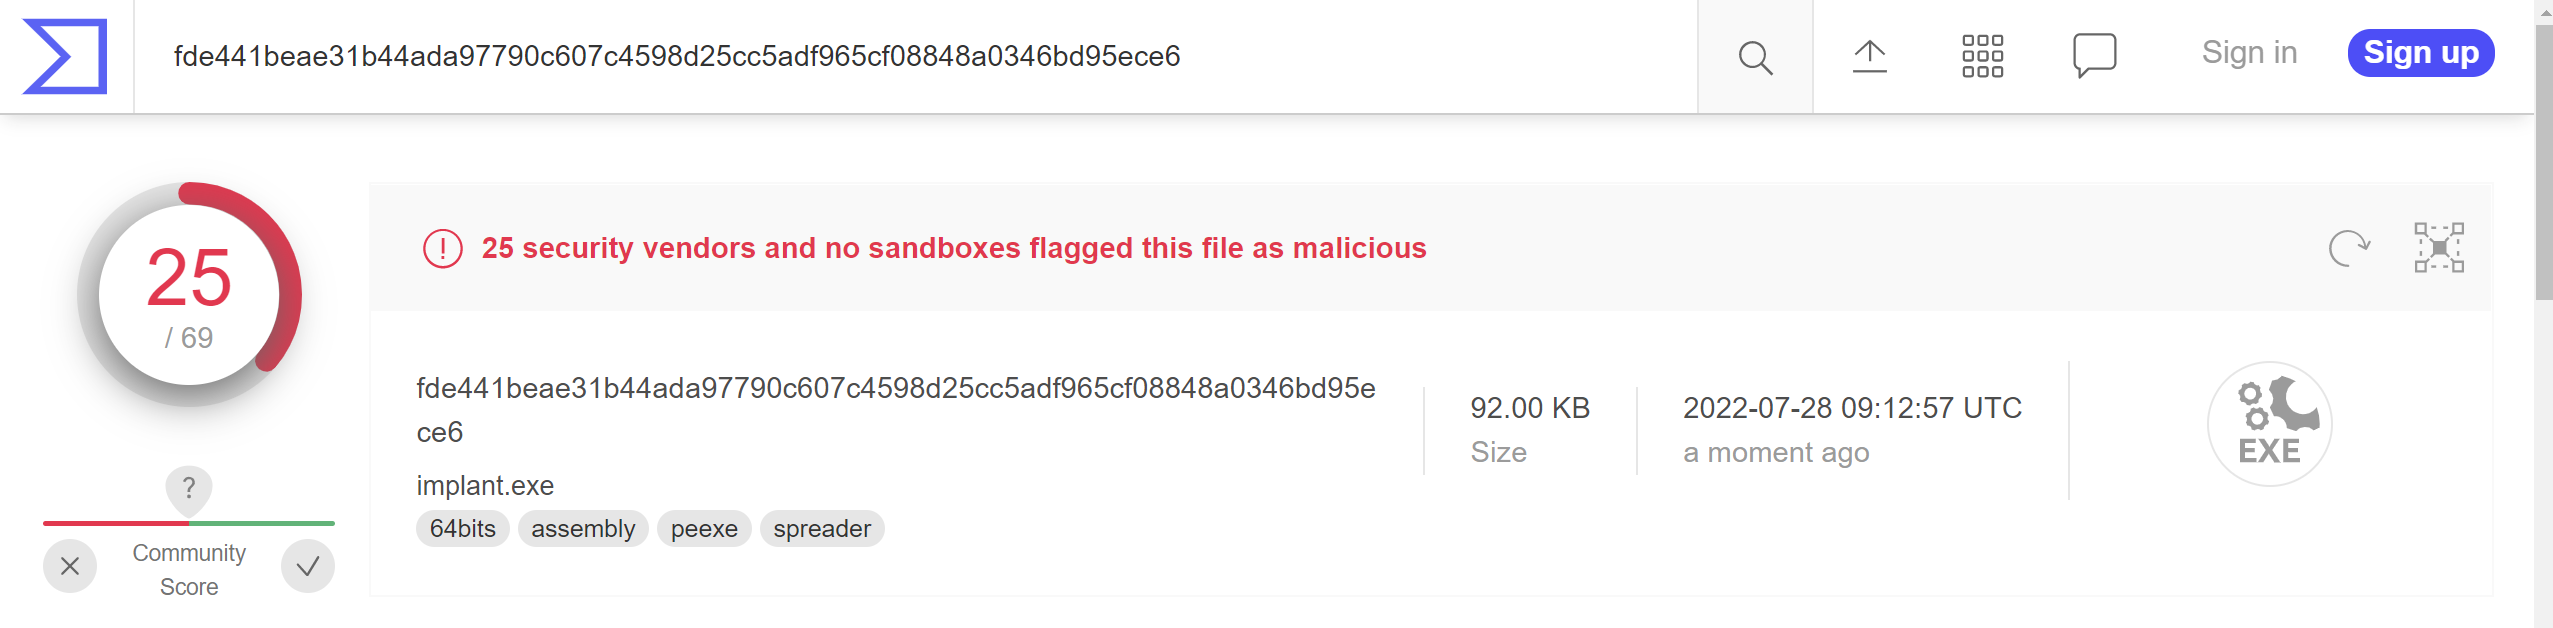 fde441beae31b44ada97790c607c4598d25cc5adf965cf08848a0346bd95ece6
Sign in
Sign up
25
/ 69
25 security vendors and no sandboxes flagged this file as malicious
fde441beae31b44ada97790c607c4598d25cc5adf965cf08848a0346bd95e
ce6
implant.exe
64bits
assembly
peexe
spreader
92.00 KB
Size
2022-07-28 09:12:57 UTC
a moment ago
EXE
?
Community
Score